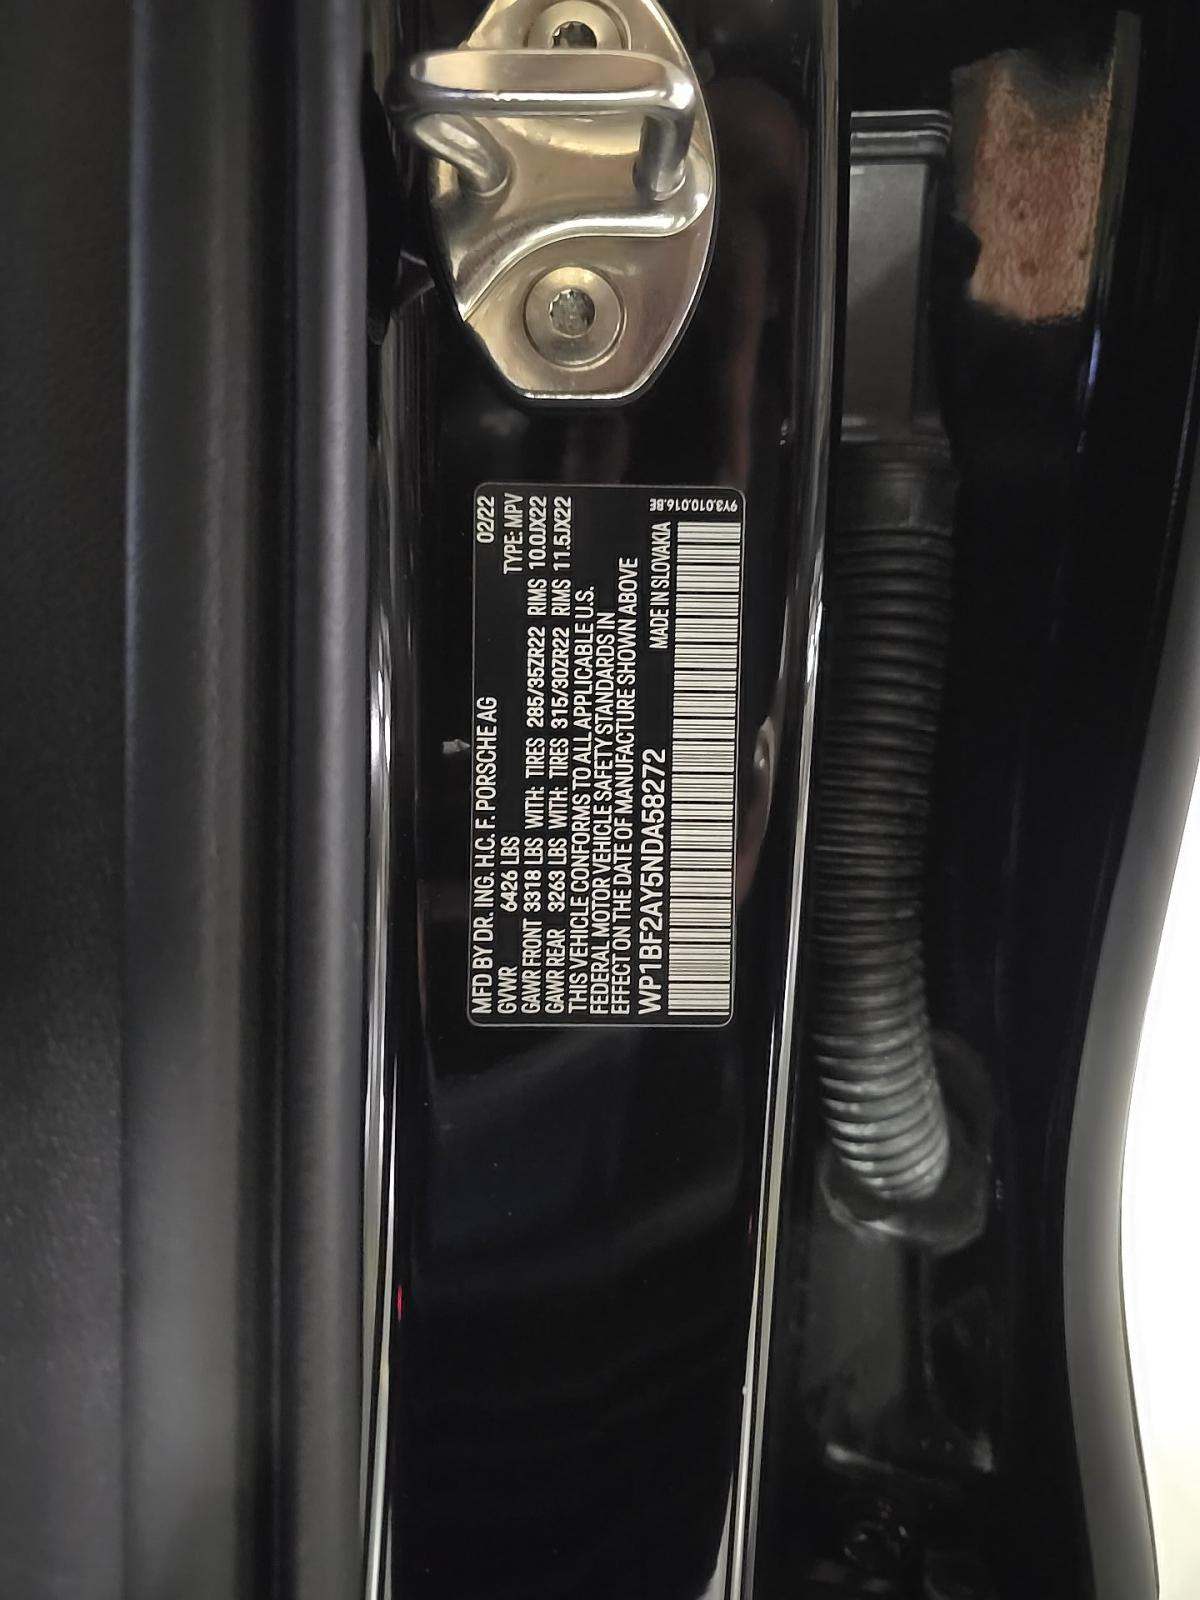 MFD BY DR. ING. H.C. F. PORSCHE AG 02/22
GVWR 6426 LBS TYPE: MPV
GAWR FRONT 3318 LBS WITH: TIRES 285/35ZR22 RIMS 10.0JX22
GAWR REAR 3263 LBS WITH: TIRES 315/30ZR22 RIMS 11.5JX22
THIS VEHICLE CONFORMS TO ALL APPLICABLE U.S.
FEDERAL MOTOR VEHICLE SAFETY STANDARDS IN
EFFECT ON THE DATE OF MANUFACTURE SHOWN ABOVE
WP1BF2AY5NDA58272 MADE IN SLOVAKIA
9Y3.010.016.BE